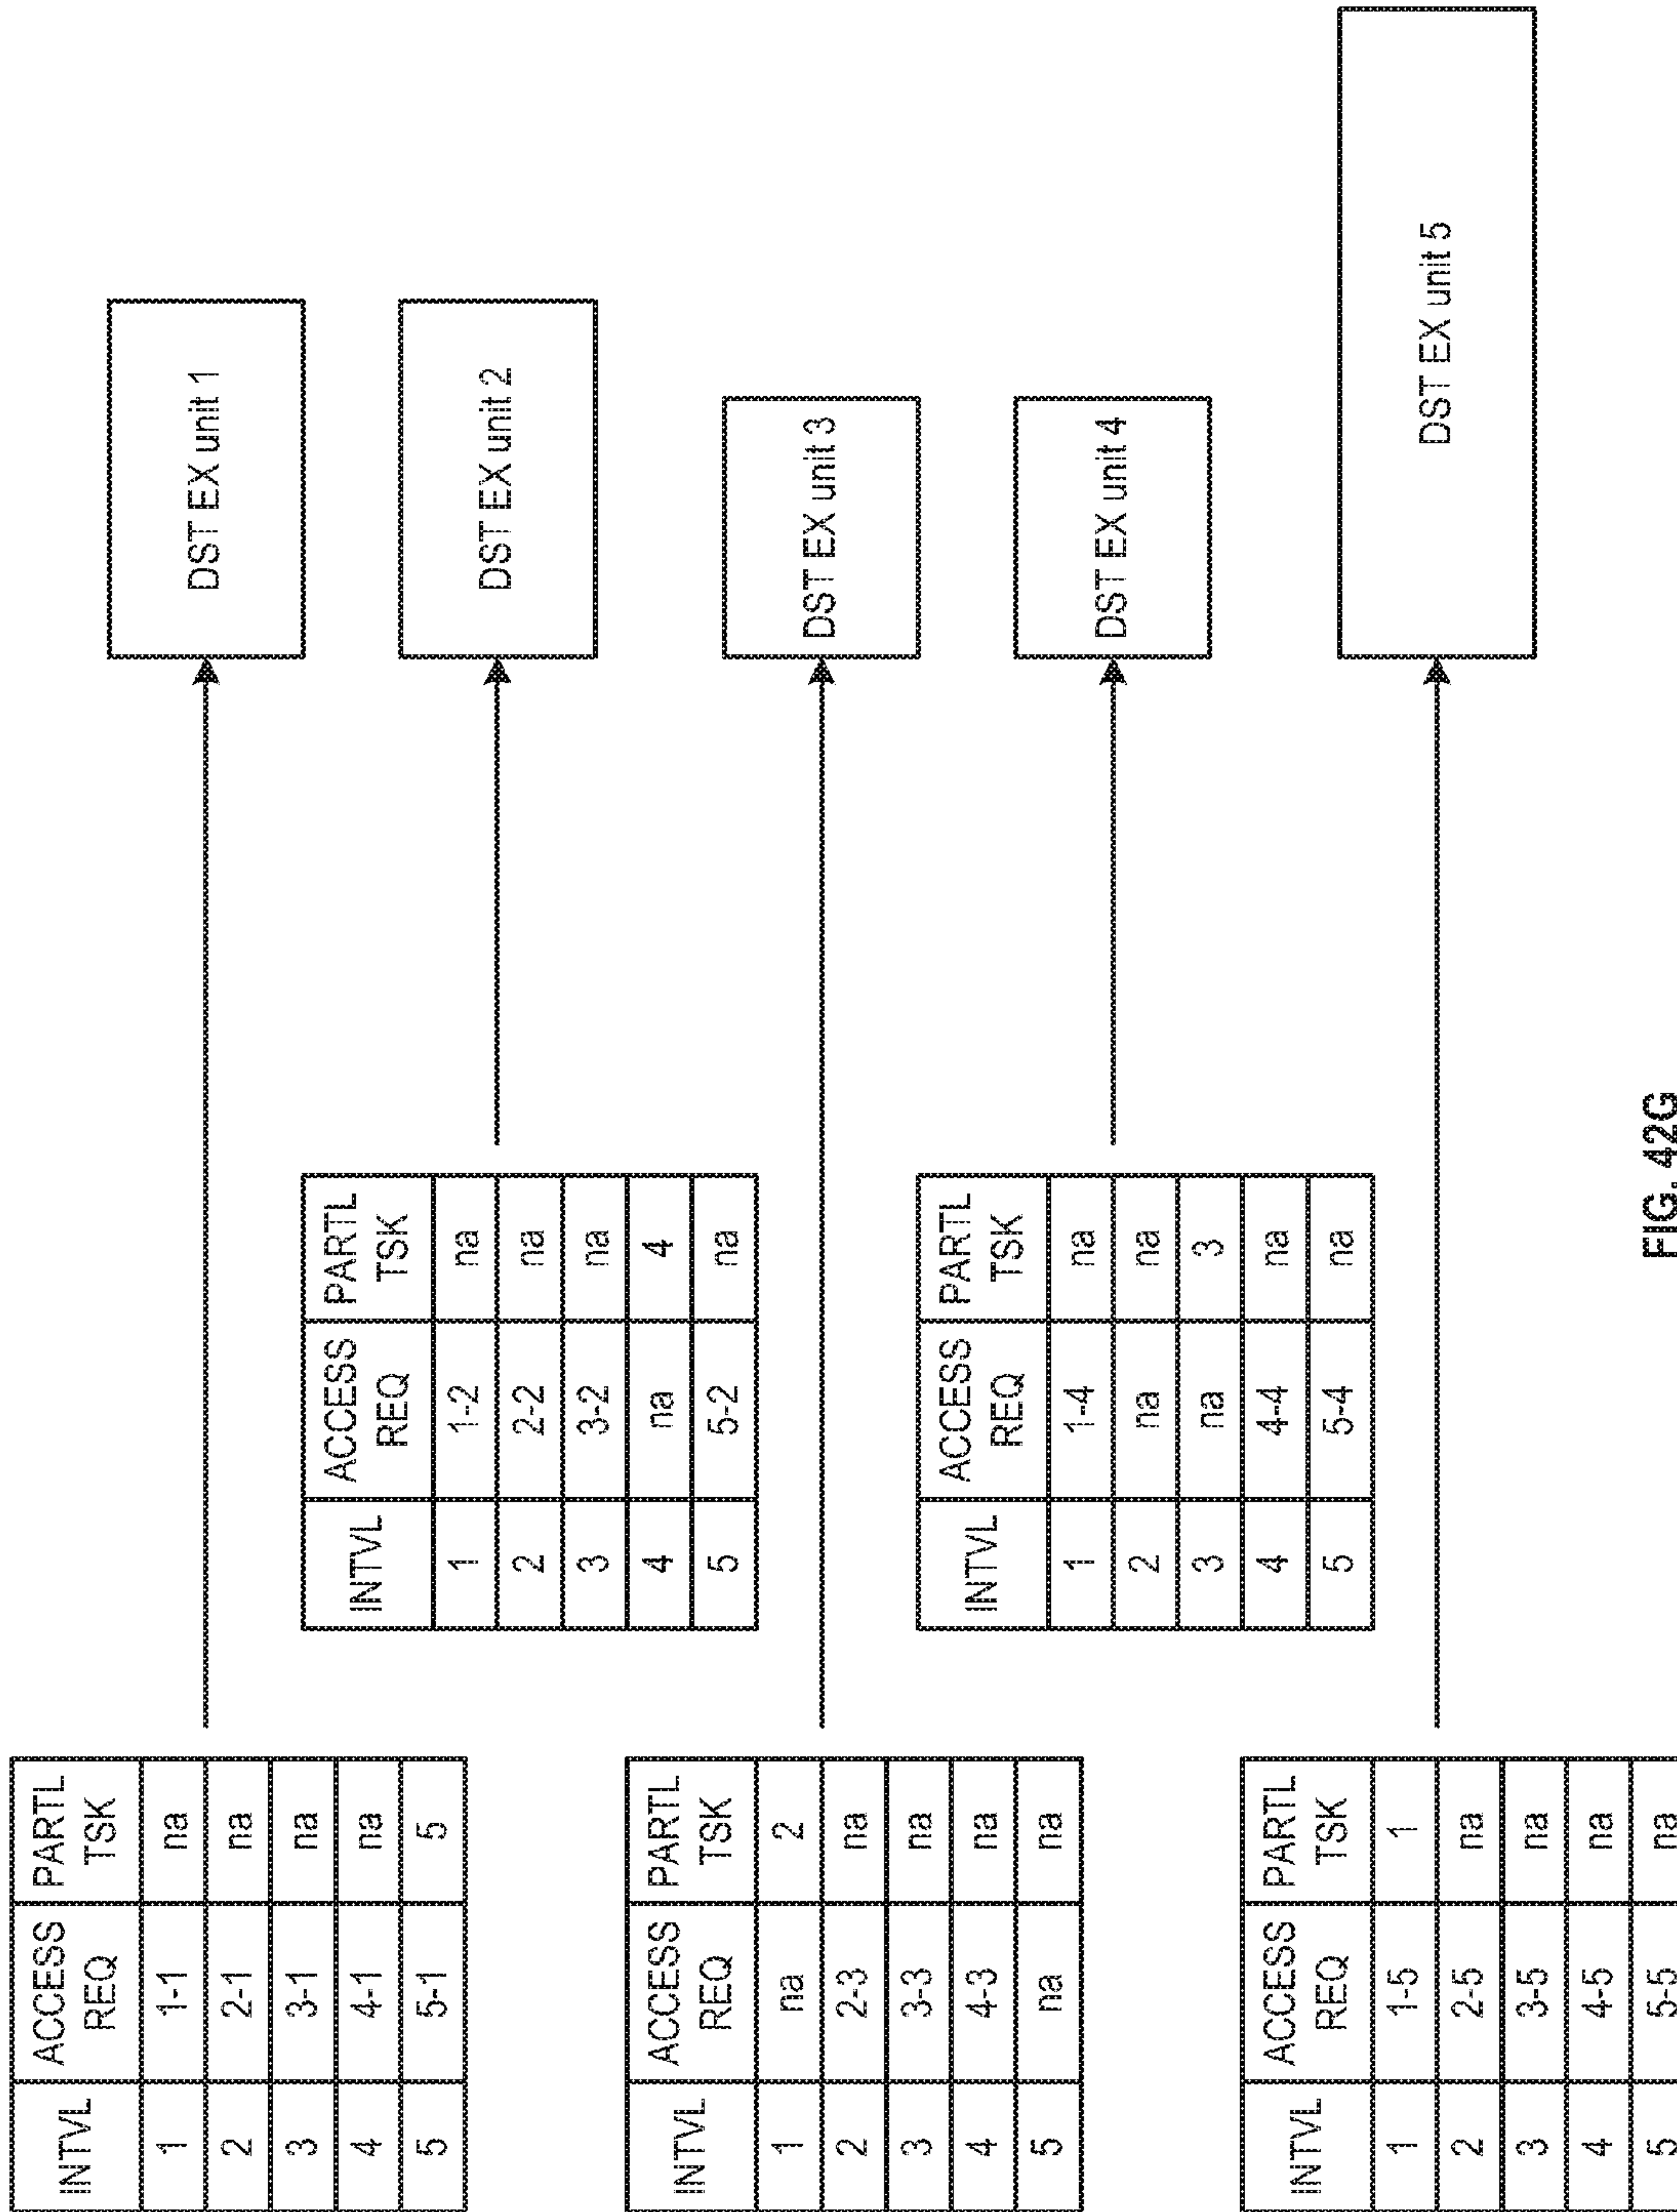 INTVL ACCESS REQ PARTL TSK
1 1-1 na
2 2-1 na
3 3-1 na
4 4-1 na
5 5-1 5
DST EX unit 1
INTVL ACCESS REQ PARTL TSK
1 1-2 na
2 2-2 na
3 3-2 na
4 na 4
5 5-2 na
DST EX unit 2
INTVL ACCESS REQ PARTL TSK
1 na 2
2 2-3 na
3 3-3 na
4 4-3 na
5 na na
DST EX unit 3
INTVL ACCESS REQ PARTL TSK
1 1-4 na
2 na na
3 na 3
4 4-4 na
5 5-4 na
DST EX unit 4
INTVL ACCESS REQ PARTL TSK
1 1-5 1
2 2-5 na
3 3-5 na
4 4-5 na
5 5-5 na
DST EX unit 5
FIG. 42G